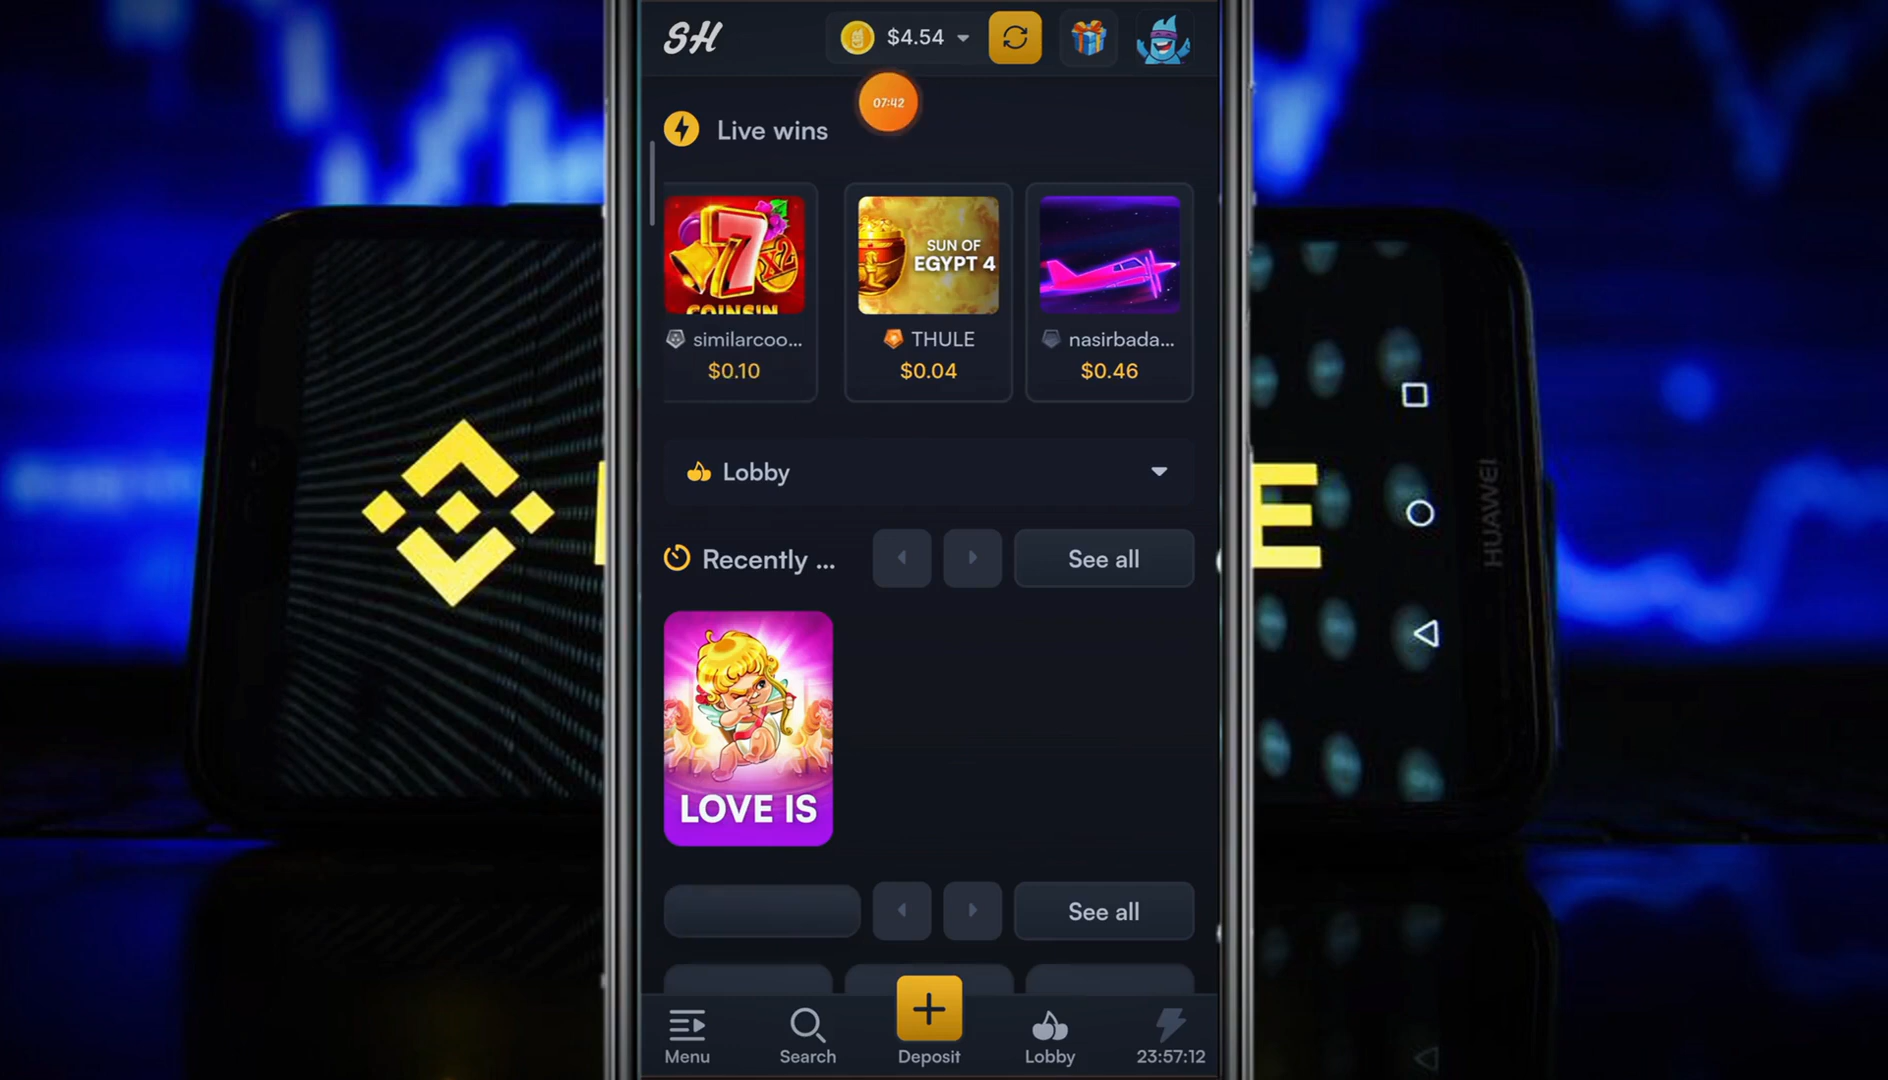 SH
$4.54
07:42
Live wins
COINSIN
SUN OF
EGYPT 4
similarcoo...
THULE
nasirbada...
$0.10
$0.04
$0.46
Lobby
Recently ...
See all
LOVE IS
See all
Menu
Search
Deposit
Lobby
23:57:12
E
HUAWEI